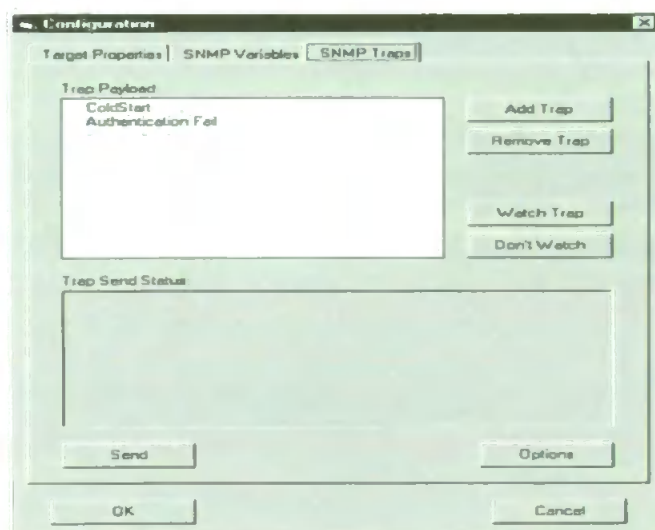 Configuration
Target Properties SNMP Variables SNMP Traps
Trap Payload
ColdStart
Authentication Fail
Add Trap
Remove Trap
Watch Trap
Don't Watch
Trap Send Status
Send
Options
OK
Cancel